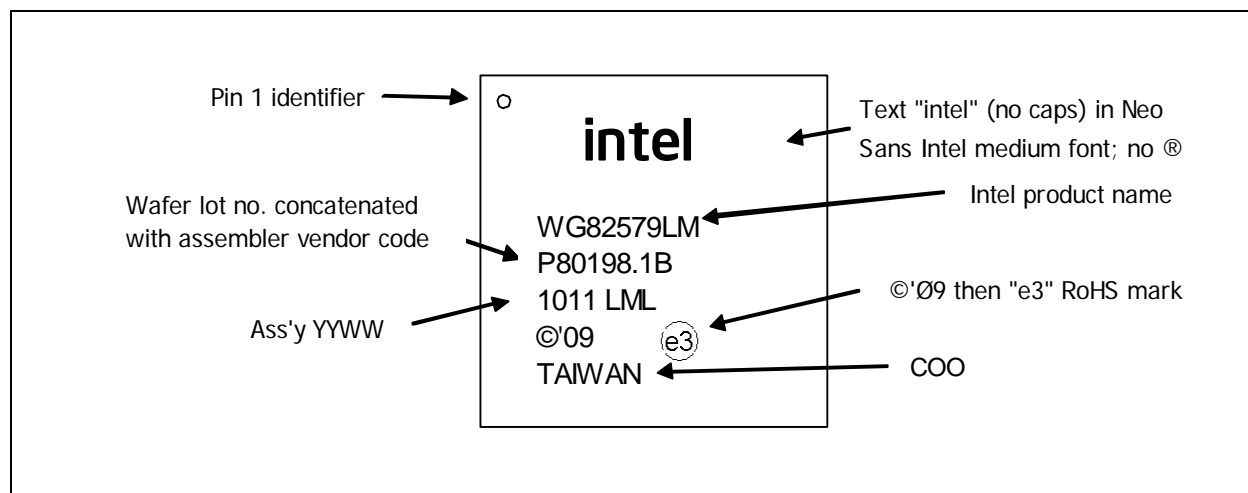 Pin 1 identifier
intel
Text "intel" (no caps) in Neo
Sans Intel medium font; no ®
Intel product name
Wafer lot no. concatenated
with assembler vendor code
WG82579LM
P80198.1B
1011 LML
©'Ø9 then "e3" RoHS mark
Ass'y YYWW
©'09
e3
TAIWAN
COO